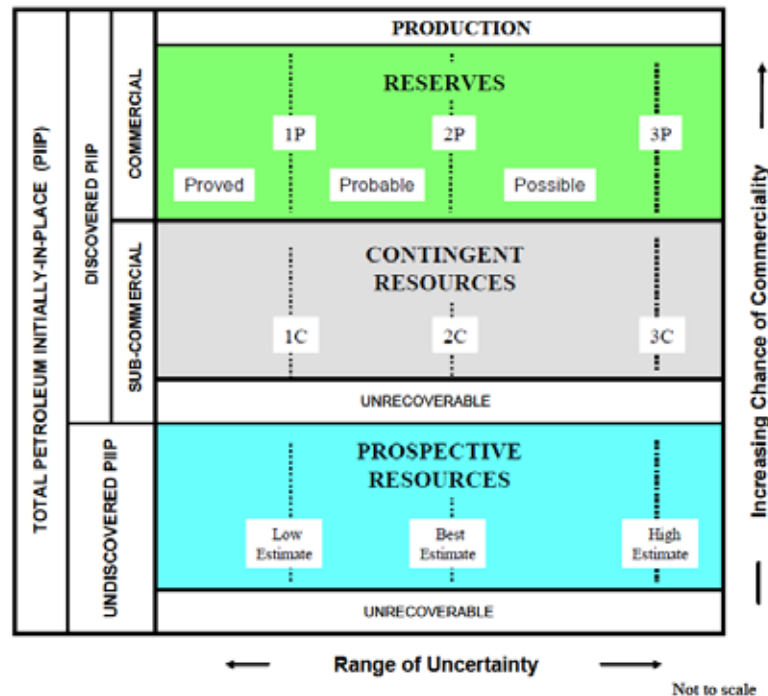 TOTAL PETROLEUM INITIALLY-IN-PLACE (PIIP)
DISCOVERED PIIP
UNDISCOVERED PIIP
COMMERCIAL
SUB-COMMERCIAL
PRODUCTION
RESERVES
1P
2P
3P
Proved
Probable
Possible
CONTINGENT
RESOURCES
1C
2C
3C
UNRECOVERABLE
PROSPECTIVE
RESOURCES
Low
Estimate
Best
Estimate
High
Estimate
UNRECOVERABLE
Increasing Chance of Commerciality
Range of Uncertainty
Not to scale